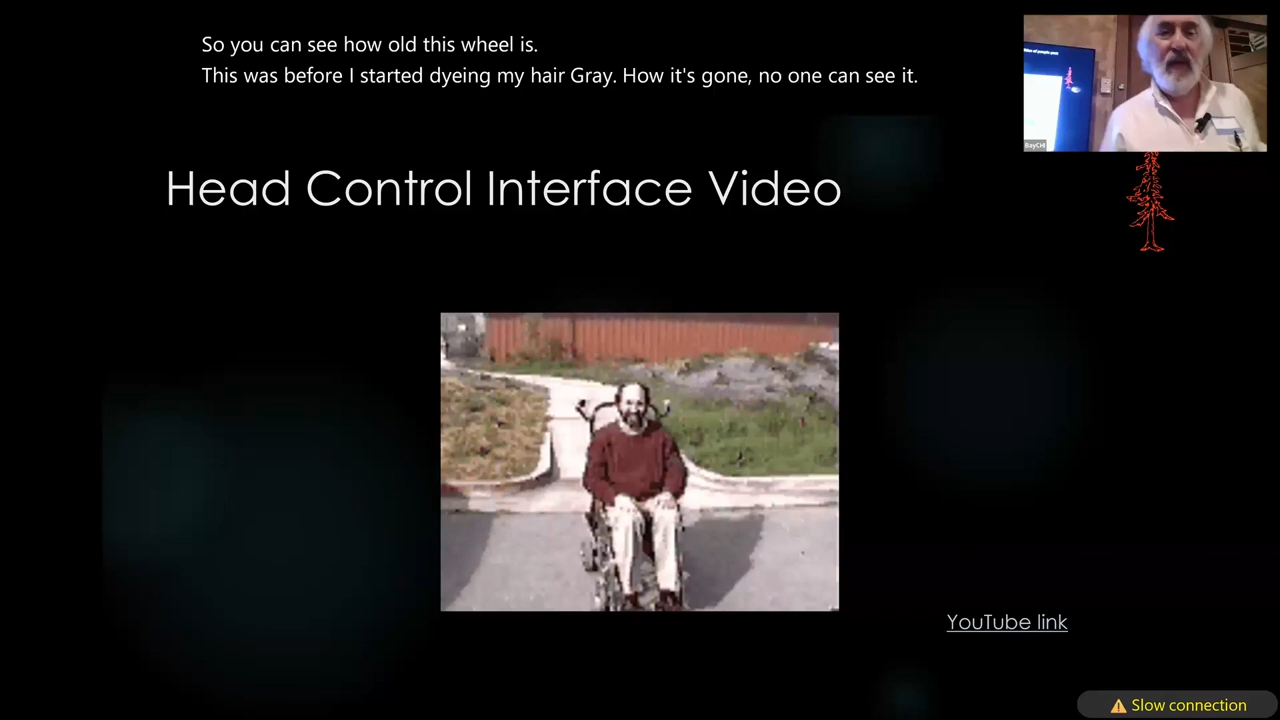 So you can see how old this wheel is.
This was before I started dyeing my hair Gray. How it's gone, no one can see it.
BayCHI
Head Control Interface Video
YouTube link
Slow connection